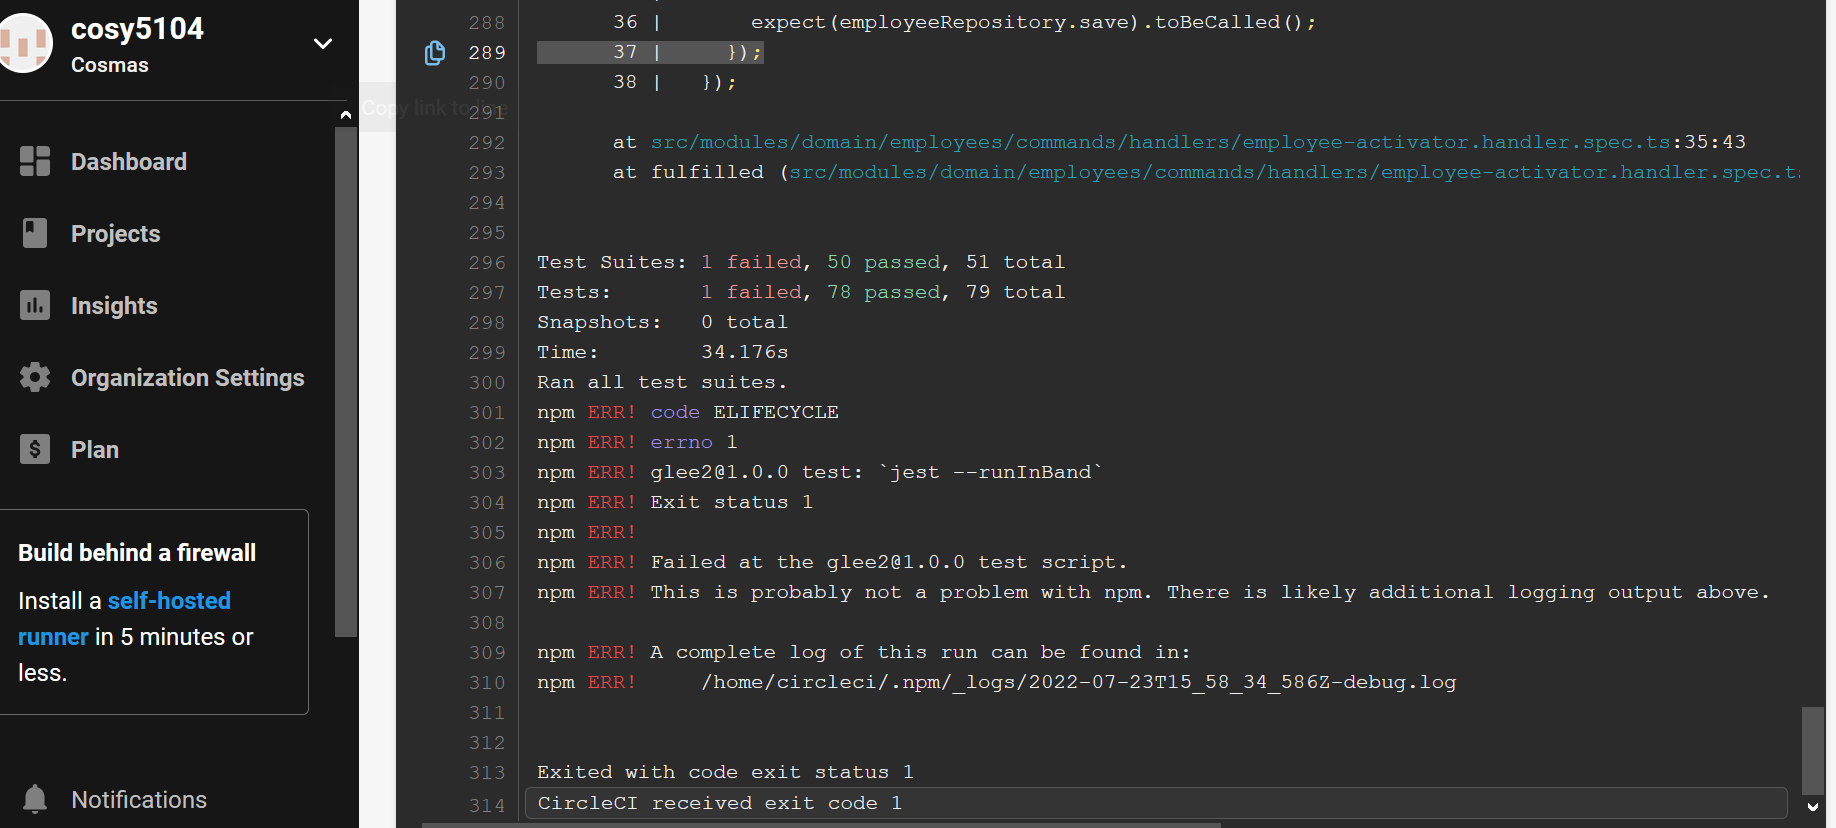 cosy5104
Cosmas
Dashboard
Projects
Insights
Organization Settings
Plan
Build behind a firewall
Install a self-hosted
runner in 5 minutes or
less.
Notifications
Copy link to line
288 36 | expect(employeeRepository.save).toBeCalled();
289 37 | });
290 38 | });
291
292 at src/modules/domain/employees/commands/handlers/employee-activator.handler.spec.ts:35:43
293 at fulfilled (src/modules/domain/employees/commands/handlers/employee-activator.handler.spec.ts:
294
295
296 Test Suites: 1 failed, 50 passed, 51 total
297 Tests: 1 failed, 78 passed, 79 total
298 Snapshots: 0 total
299 Time: 34.176s
300 Ran all test suites.
301 npm ERR! code ELIFECYCLE
302 npm ERR! errno 1
303 npm ERR! glee2@1.0.0 test: `jest --runInBand`
304 npm ERR! Exit status 1
305 npm ERR!
306 npm ERR! Failed at the glee2@1.0.0 test script.
307 npm ERR! This is probably not a problem with npm. There is likely additional logging output above.
308
309 npm ERR! A complete log of this run can be found in:
310 npm ERR! /home/circleci/.npm/_logs/2022-07-23T15_58_34_586Z-debug.log
311
312
313 Exited with code exit status 1
314 CircleCI received exit code 1